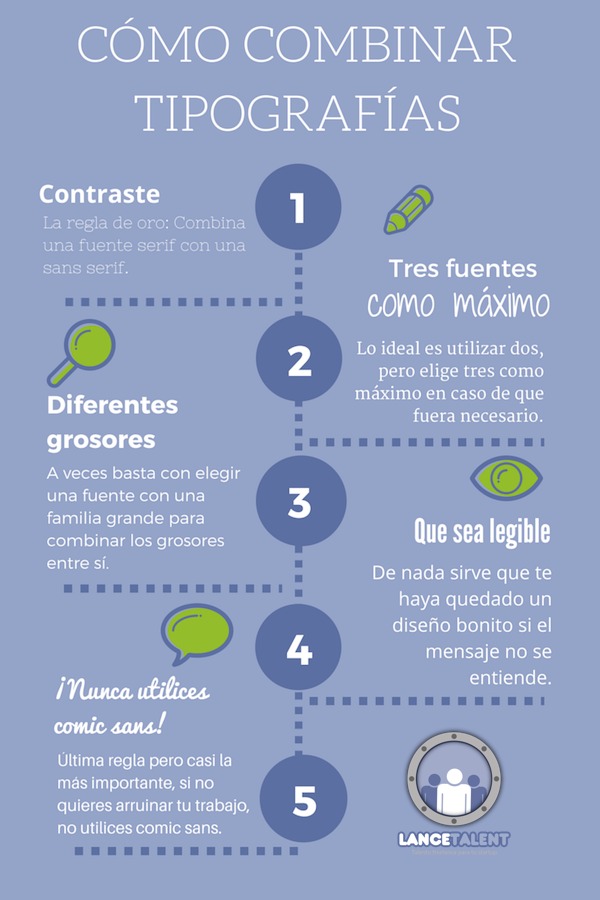 CÓMO COMBINAR
TIPOGRAFÍAS
1
Contraste
La regla de oro: Combina
una fuente serif con una
sans serif.
2
Tres fuentes
como máximo
Lo ideal es utilizar dos,
pero elige tres como
máximo en caso de que
fuera necesario.
3
Diferentes
grosores
A veces basta con elegir
una fuente con una
familia grande para
combinar los grosores
entre sí.
4
Que sea legible
De nada sirve que te
haya quedado un
diseño bonito si el
mensaje no se
entiende.
5
¡Nunca utilices
comic sans!
Última regla pero casi la
más importante, si no
quieres arruinar tu trabajo,
no utilices comic sans.
LANCETALENT